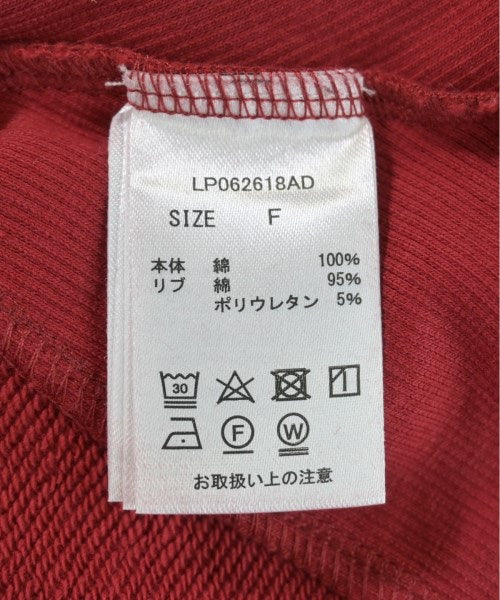 LP062618AD
SIZE F
本体 綿 100%
リブ 綿 95%
ポリウレタン 5%
30
F W
お取扱い上の注意